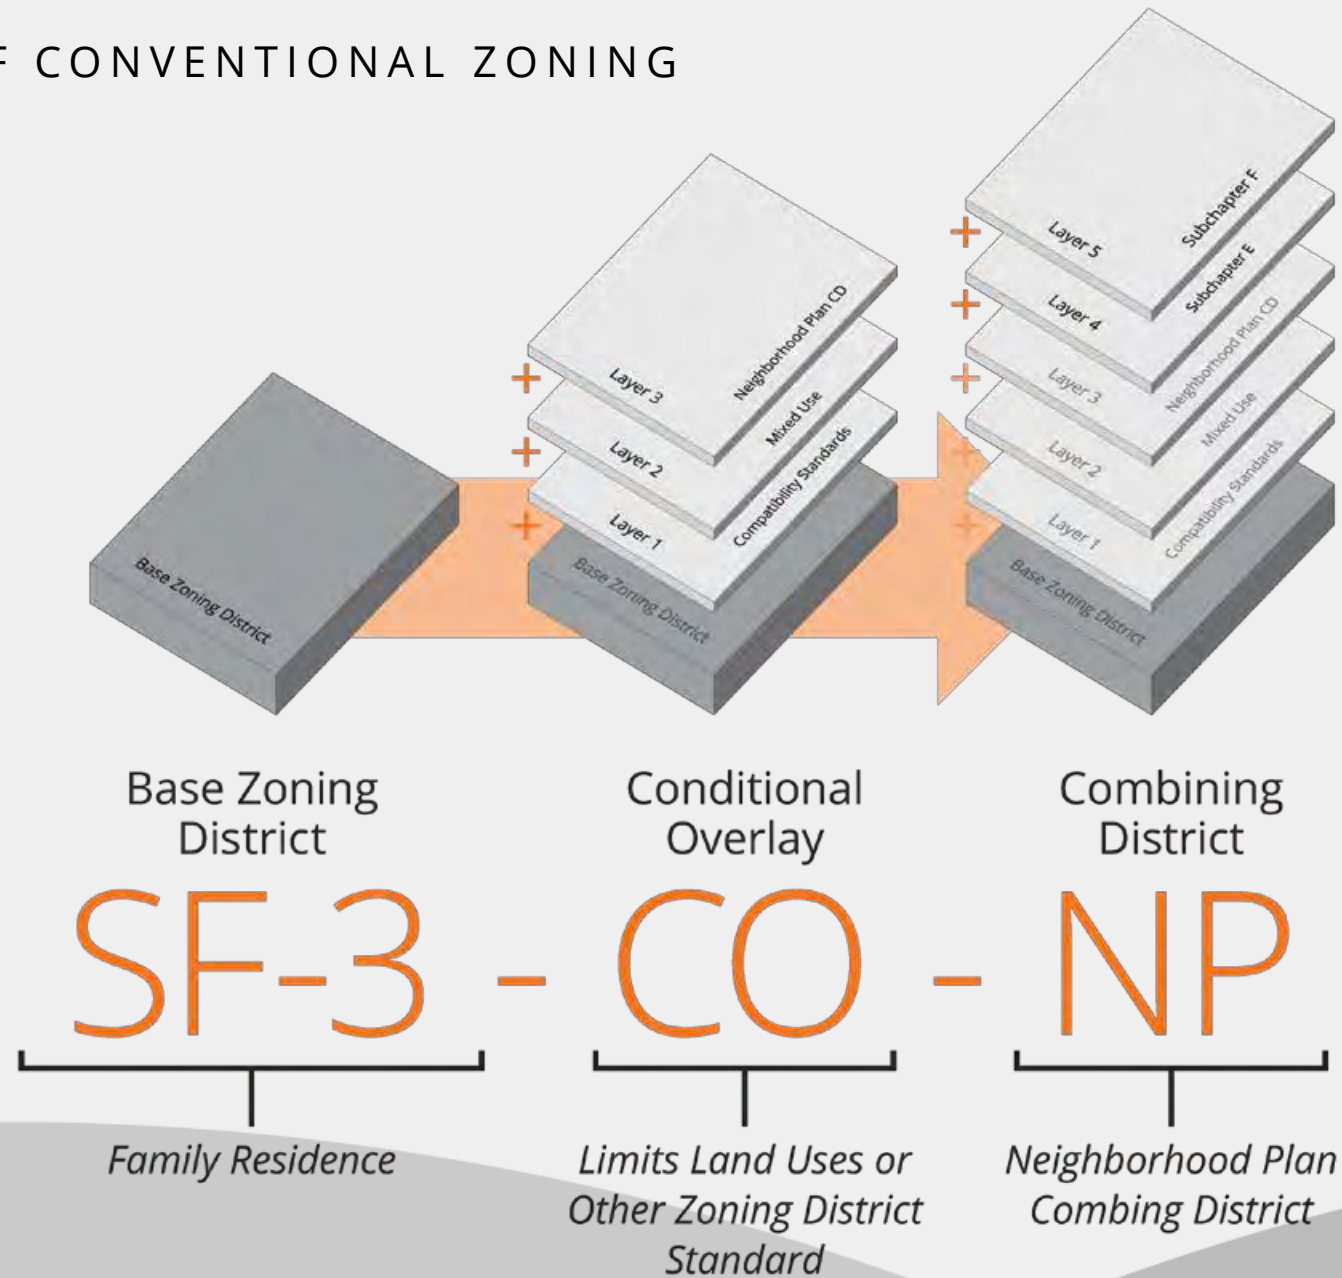 F CONVENTIONAL ZONING
Base Zoning District
Layer 3
Neighborhood Plan CD
Layer 2
Mixed Use
Layer 1
Compatibility Standards
Base Zoning District
Layer 5
Subchapter F
Layer 4
Subchapter E
Layer 3
Neighborhood Plan CD
Layer 2
Mixed Use
Layer 1
Compatibility Standards
Base Zoning District
+
+
+
+
+
+
+
+
Base Zoning
District
Conditional
Overlay
Combining
District
SF-3 - CO - NP
Family Residence
Limits Land Uses or
Other Zoning District
Standard
Neighborhood Plan
Combing District